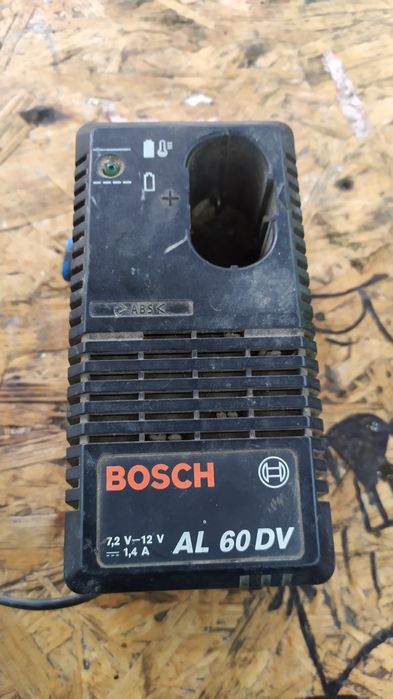 +
>ABS<
BOSCH
7,2 V–12 V
1,4 A
AL 60 DV